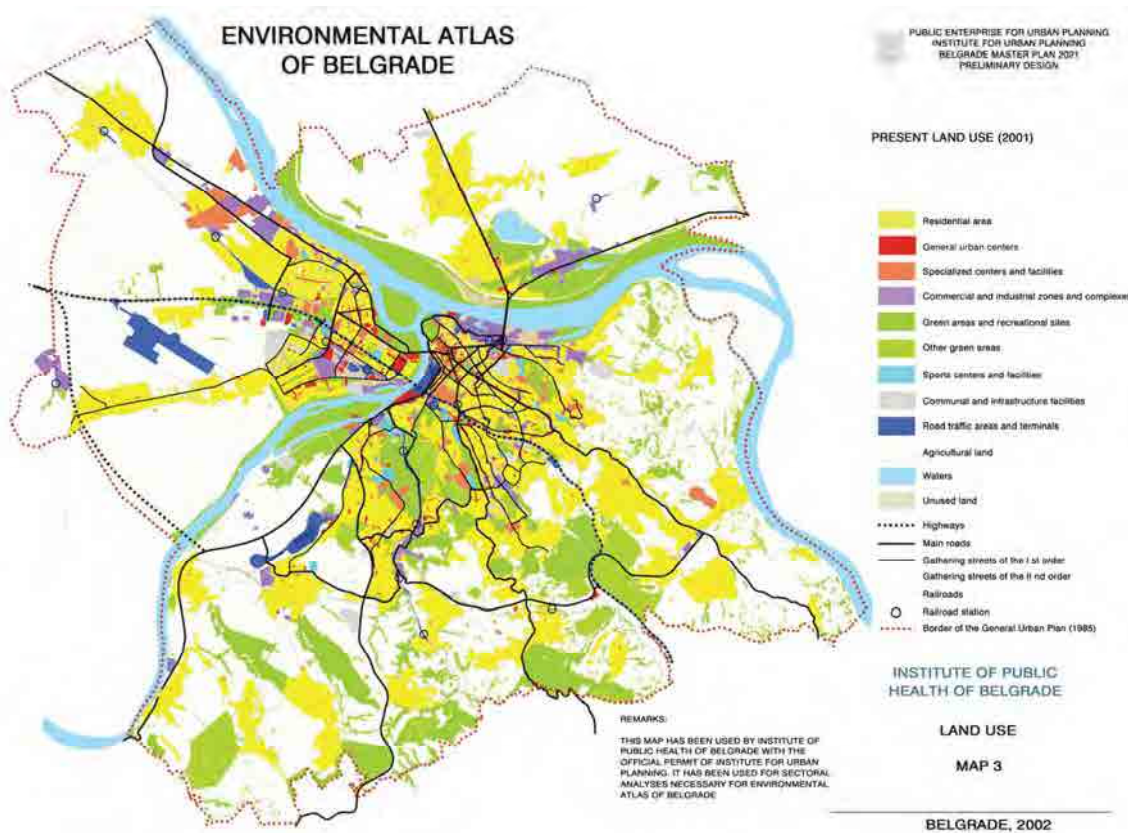 ENVIRONMENTAL ATLAS
OF BELGRADE
PUBLIC ENTERPRISE FOR URBAN PLANNING
INSTITUTE FOR URBAN PLANNING
BELGRADE MASTER PLAN 2021
PRELIMINARY DESIGN
PRESENT LAND USE (2001)
Residential area
General urban centers
Specialized centers and facilities
Commercial and industrial zones and complexes
Green areas and recreational sites
Other green areas
Sports centers and facilities
Communal and infrastructure facilities
Road traffic areas and terminals
Agricultural land
Waters
Unused land
Highways
Main roads
Gathering streets of the I st order
Gathering streets of the II nd order
Railroads
Railroad station
Border of the General Urban Plan (1985)
INSTITUTE OF PUBLIC
HEALTH OF BELGRADE
LAND USE
MAP 3
REMARKS:
THIS MAP HAS BEEN USED BY INSTITUTE OF
PUBLIC HEALTH OF BELGRADE WITH THE
OFFICIAL PERMIT OF INSTITUTE FOR URBAN
PLANNING. IT HAS BEEN USED FOR SECTORAL
ANALYSES NECESSARY FOR ENVIRONMENTAL
ATLAS OF BELGRADE
BELGRADE, 2002